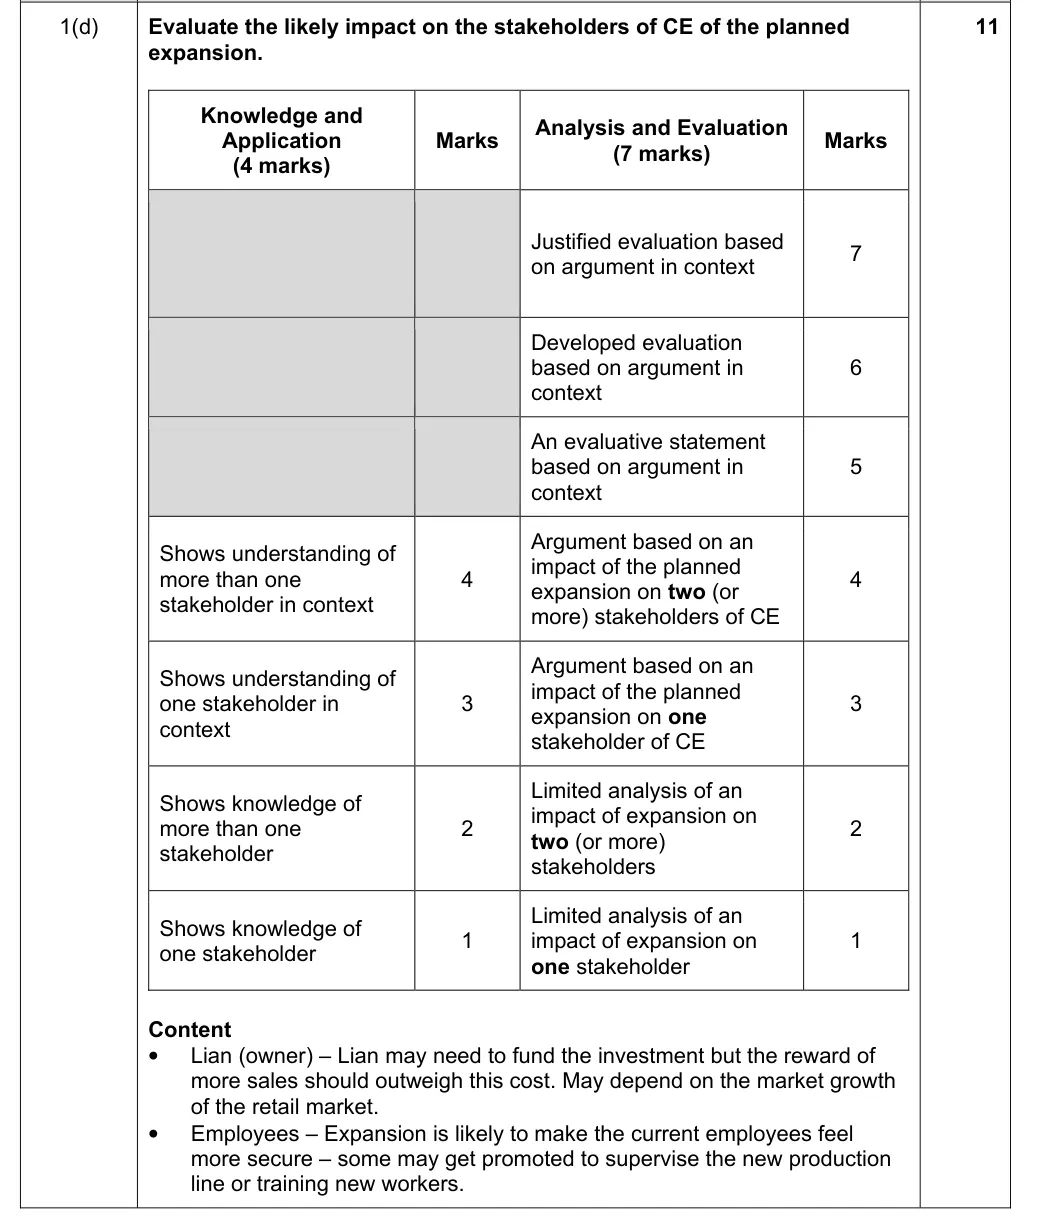 1(d)
Evaluate the likely impact on the stakeholders of CE of the planned
expansion.
11
Knowledge and
Application
(4 marks)
Marks
Analysis and Evaluation
(7 marks)
Marks
Justified evaluation based
on argument in context
7
Developed evaluation
based on argument in
context
6
An evaluative statement
based on argument in
context
5
Shows understanding of
more than one
stakeholder in context
4
Argument based on an
impact of the planned
expansion on two (or
more) stakeholders of CE
4
Shows understanding of
one stakeholder in
context
3
Argument based on an
impact of the planned
expansion on one
stakeholder of CE
3
Shows knowledge of
more than one
stakeholder
2
Limited analysis of an
impact of expansion on
two (or more)
stakeholders
2
Shows knowledge of
one stakeholder
1
Limited analysis of an
impact of expansion on
one stakeholder
1
Content
• Lian (owner) – Lian may need to fund the investment but the reward of
more sales should outweigh this cost. May depend on the market growth
of the retail market.
• Employees – Expansion is likely to make the current employees feel
more secure – some may get promoted to supervise the new production
line or training new workers.